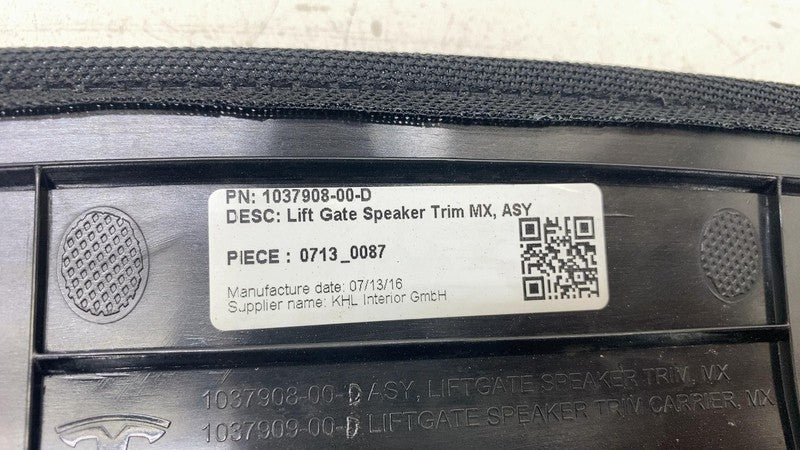 PN: 1037908-00-D
DESC: Lift Gate Speaker Trim MX, ASY
PIECE : 0713_0087
Manufacture date: 07/13/16
Supplier name: KHL Interior GmbH
1037908-00-D ASY, LIFTGATE SPEAKER TRIM, MX
1037909-00-D LIFTGATE SPEAKER TRIM CARRIER, MX